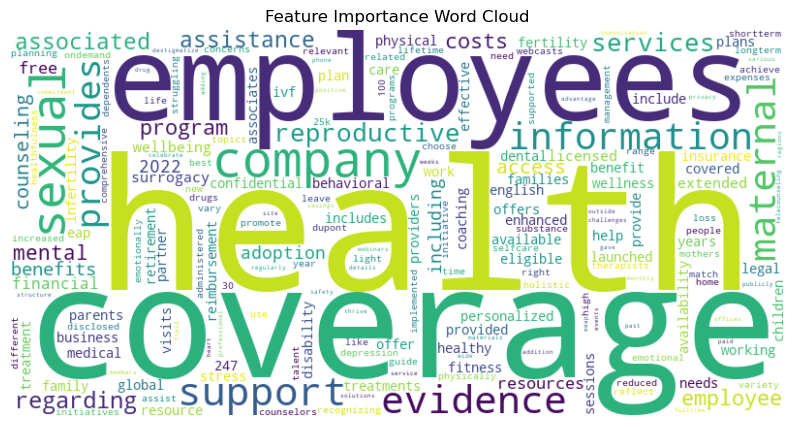 Feature Importance Word Cloud
associated
assistance
physical
costs
fertility
webcasts
services
plans
shortterm
longterm
various
planning
ondemand
concerns
destigmatize
struggling
phone
lifetime
relevant
related
need
consultation
free
employees
dependents
drug
adding
positive
life
associates
plan
ivf
care
100
programs
effective
include
supported
advantage
management
privacy
expenses
achieve
sexual
provides
counseling
healthfulness
commitment
infertility
comprehensive
program
wellbeing
celebrate
topics
best
25k
reproductive
choose
weeks
information
maternal
company
2022
surrogacy
confidential
behavioral
work
english
access
dental
licensed
families
benefit
wellness
range
insurance
covered
extended
regions
telecounseling
health
new
drugs
vary
leave
savings
site
promote
dupont
includes
adoption
year
light
details
webinars
regularly
safety
including
providers
initiative
implemented
coaching
enhanced
substance
available
selfcare
eligible
offers
time
right
help
gave
outside
challenges
launched
therapists
provide
loss
people
years
mothers
match
home
legal
monthly
publicly
availability
children
increased
eap
mental
benefits
financial
structure
emotionally
retirement
partner
administered
reimbursement
30
holistic
coverage
different
treatment
parents
disclosed
business
medical
visits
field
use
professional
heart
247
stress
disability
talent
thrive
like
depression
offer
materials
wide
guide
service
personalized
provided
healthy
fitness
addition
physically
treatments
resources
sessions
high
events
past
offices
paid
reduced
reflect
emotional
needs
working
variety
fulltime
employee
family
members
global
assist
initiatives
regarding
resource
support
counselors
solutions
recognizing
evidence